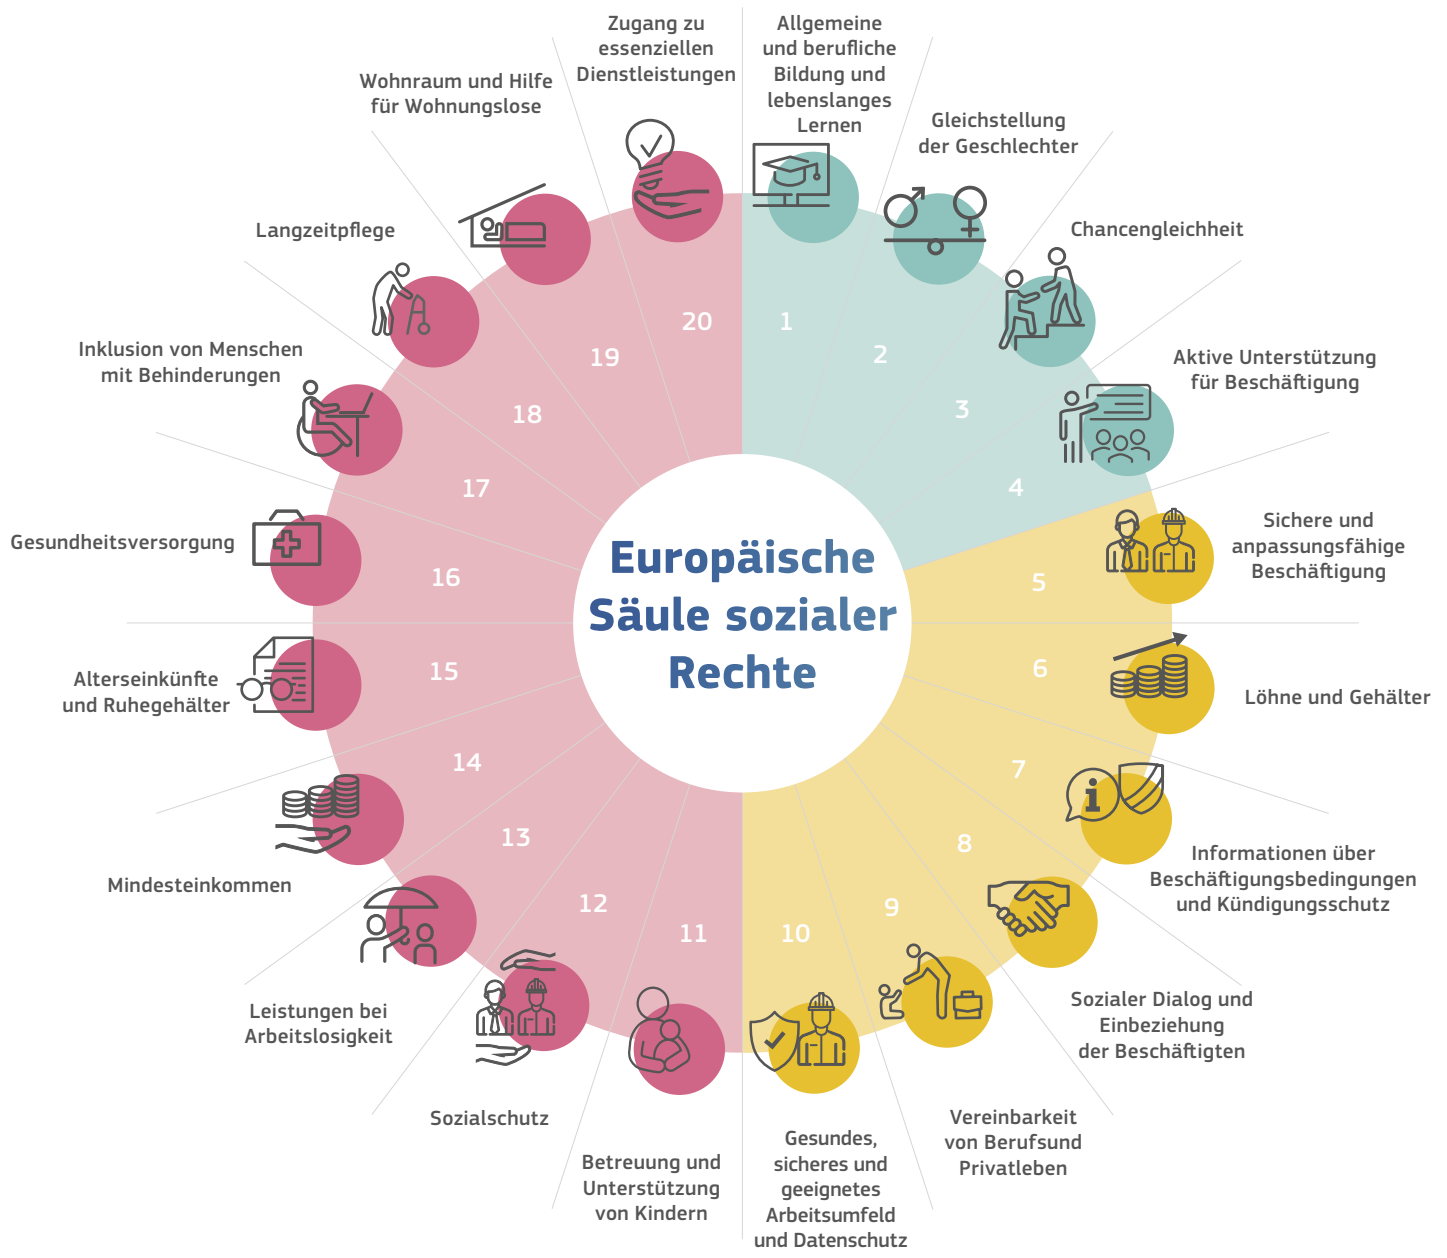 Europäische
Säule sozialer
Rechte
1
Allgemeine
und berufliche
Bildung und
lebenslanges
Lernen
2
Gleichstellung
der Geschlechter
3
Chancengleichheit
4
Aktive Unterstützung
für Beschäftigung
5
Sichere und
anpassungsfähige
Beschäftigung
6
Löhne und Gehälter
7
Informationen über
Beschäftigungsbedingungen
und Kündigungsschutz
8
Sozialer Dialog und
Einbeziehung
der Beschäftigten
9
Vereinbarkeit
von Berufsund
Privatleben
10
Gesundes,
sicheres und
geeignetes
Arbeitsumfeld
und Datenschutz
11
Betreuung und
Unterstützung
von Kindern
12
Sozialschutz
13
Leistungen bei
Arbeitslosigkeit
14
Mindesteinkommen
15
Alterseinkünfte
und Ruhegehälter
16
Gesundheitsversorgung
17
Inklusion von Menschen
mit Behinderungen
18
Langzeitpflege
19
Wohnraum und Hilfe
für Wohnungslose
20
Zugang zu
essenziellen
Dienstleistungen